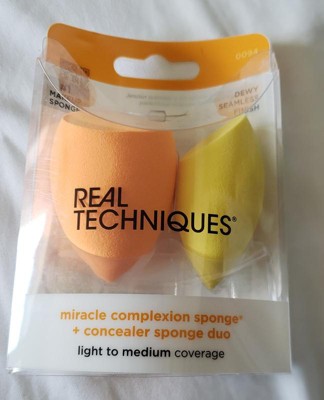 MA
SPONGE
DEWY
SEAMLESS
FINISH
REAL
TECHNIQUES®
miracle complexion sponge®
+ concealer sponge duo
light to medium coverage